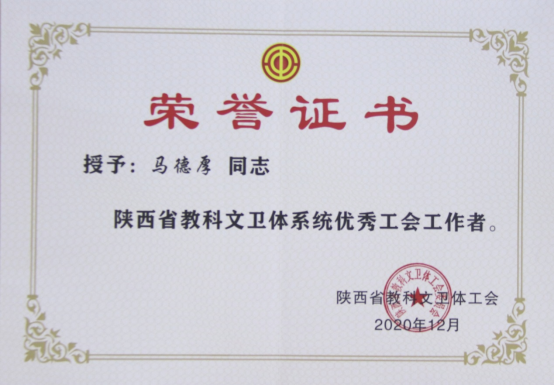 荣誉证书
授予：马德厚 同志
陕西省教科文卫体系统优秀工会工作者。
陕西省教科文卫体工会
2020年12月